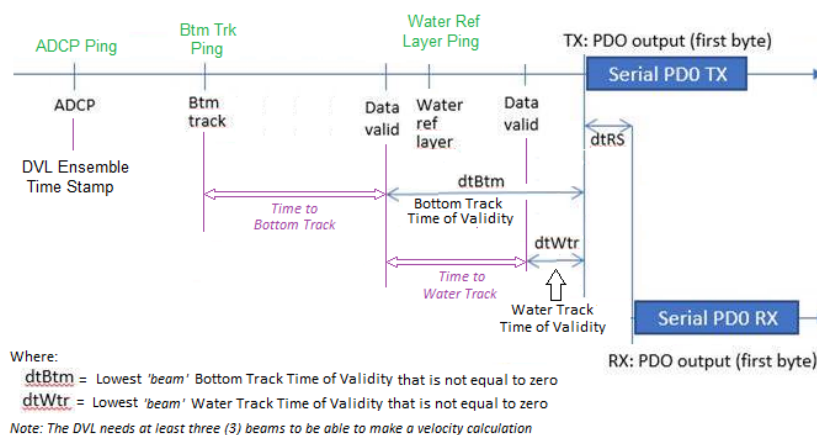 ADCP Ping
Btm Trk
Ping
Water Ref
Layer Ping
TX: PDO output (first byte)
Serial PD0 TX
ADCP
Btm
track
Data
valid
Water
ref
layer
Data
valid
dtRS
DVL Ensemble
Time Stamp
dtBtm
Time to
Bottom Track
Bottom Track
Time of Validity
dtWtr
Time to
Water Track
Water Track
Time of Validity
Serial PD0 RX
RX: PDO output (first byte)
Where:
dtBtm = Lowest 'beam' Bottom Track Time of Validity that is not equal to zero
dtWtr = Lowest 'beam' Water Track Time of Validity that is not equal to zero
Note: The DVL needs at least three (3) beams to be able to make a velocity calculation